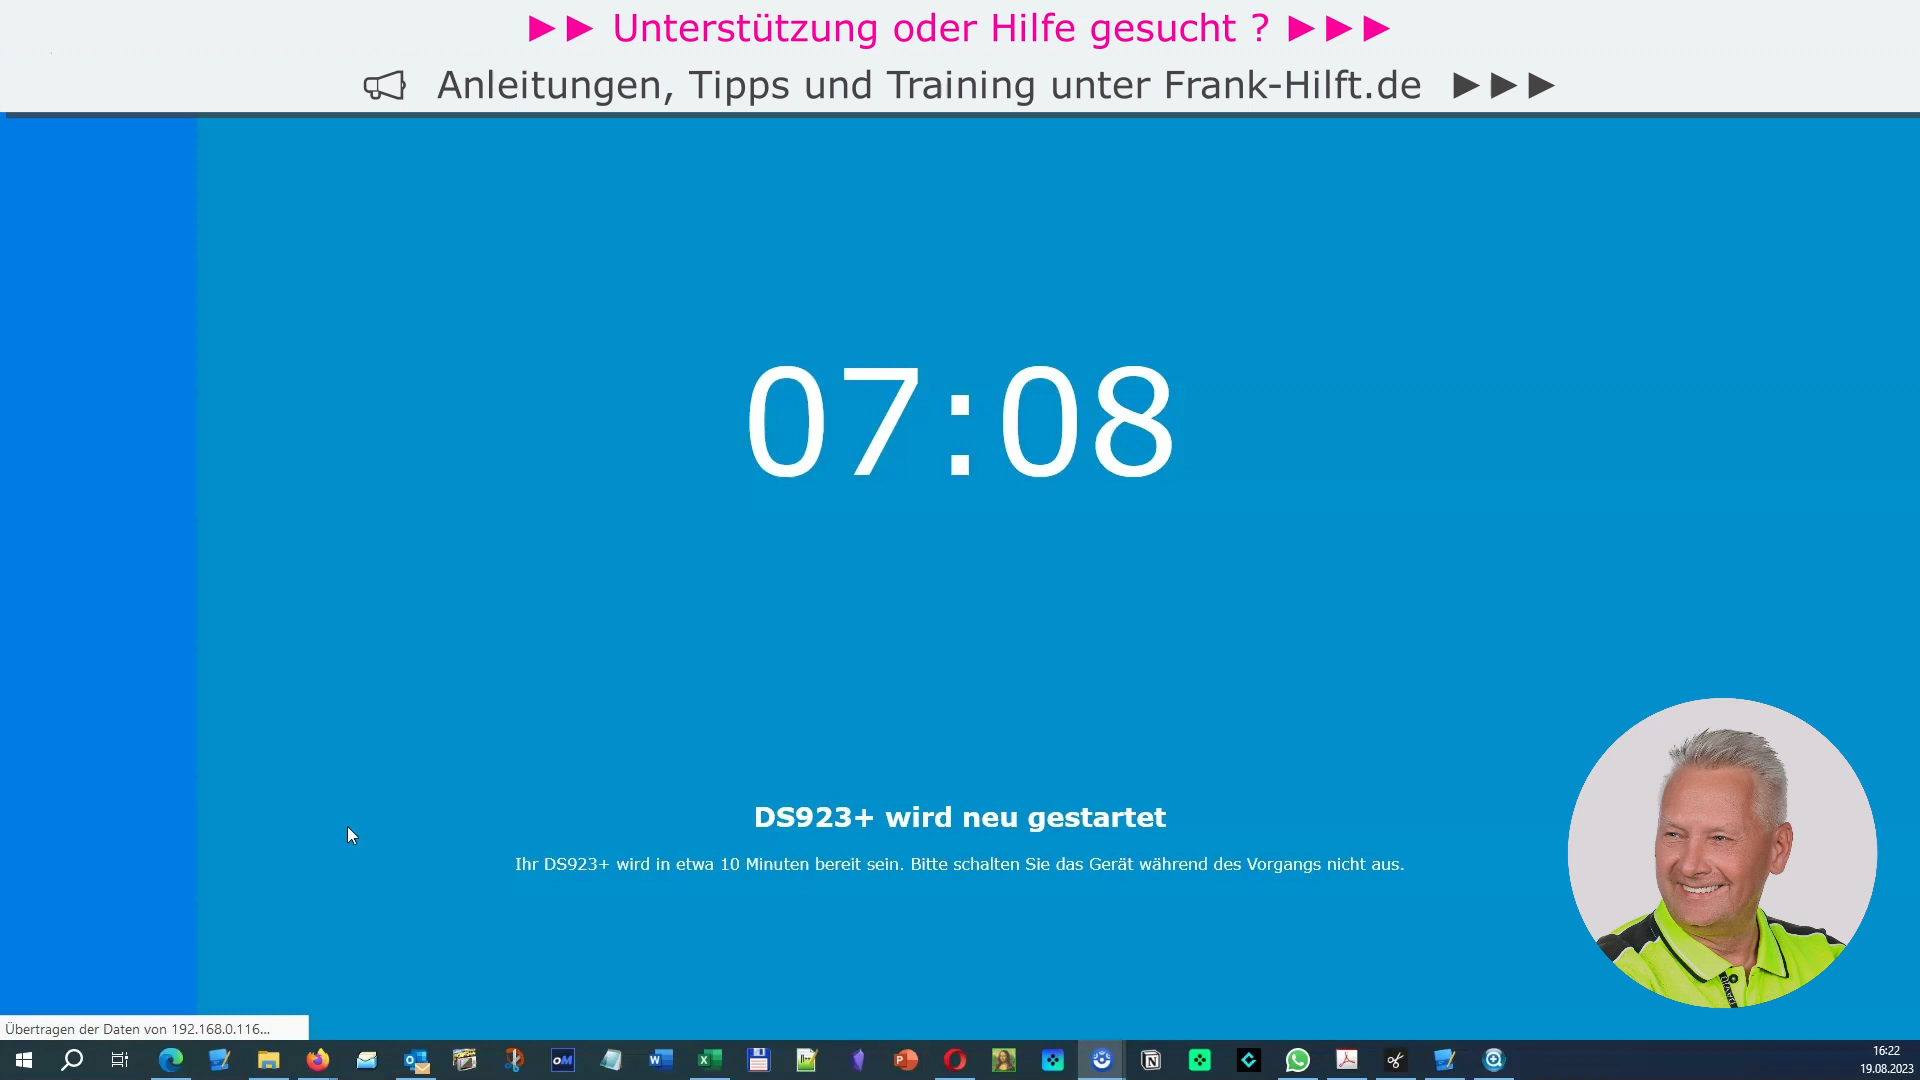 ►► Unterstützung oder Hilfe gesucht ? ►►►
Anleitungen, Tipps und Training unter Frank-Hilft.de ►►►
07:08
DS923+ wird neu gestartet
Ihr DS923+ wird in etwa 10 Minuten bereit sein. Bitte schalten Sie das Gerät während des Vorgangs nicht aus.
Übertragen der Daten von 192.168.0.116...
16:22
19.08.2023